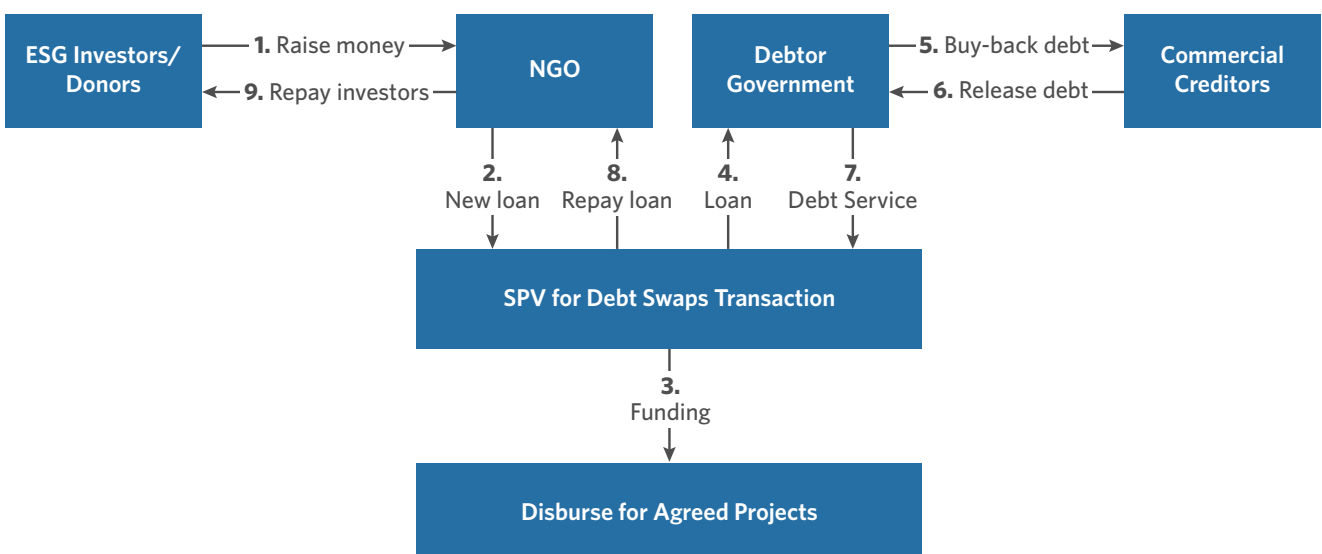 ESG Investors/
Donors
1. Raise money
9. Repay investors
NGO
Debtor
Government
5. Buy-back debt
6. Release debt
Commercial
Creditors
2.
New loan
8.
Repay loan
4.
Loan
7.
Debt Service
SPV for Debt Swaps Transaction
3.
Funding
Disburse for Agreed Projects